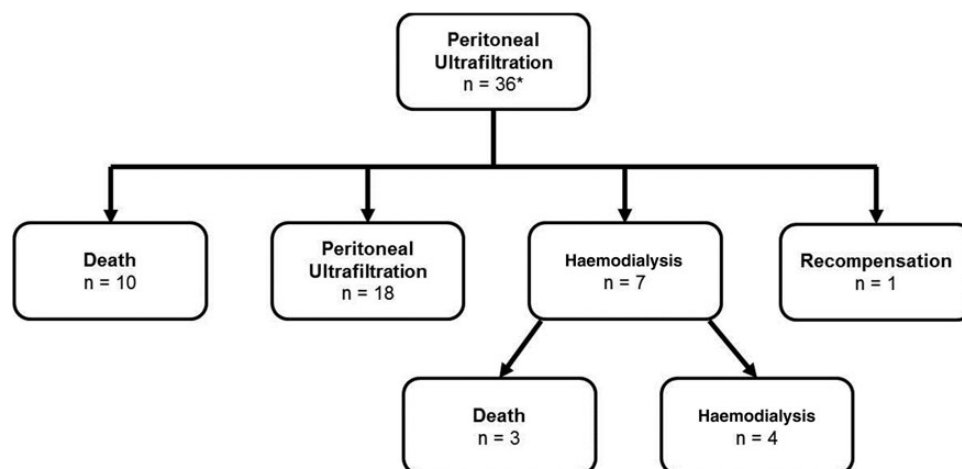 Peritoneal
Ultrafiltration
n = 36*
Death
n = 10
Peritoneal
Ultrafiltration
n = 18
Haemodialysis
n = 7
Recompensation
n = 1
Death
n = 3
Haemodialysis
n = 4